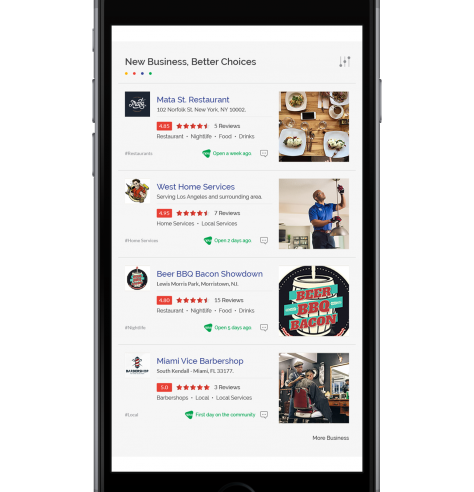 New Business, Better Choices
Mata St. Restaurant
102 Norfolk St. New York, NY 10002.
4.85 5 Reviews
Restaurant • Nightlife • Food • Drinks
#Restaurants Open a week ago
West Home Services
Serving Los Angeles and surrounding area.
4.95 7 Reviews
Home Services • Local Services
#Home Services Open 2 days ago
Beer BBQ Bacon Showdown
Lewis Morris Park, Morristown, NJ.
4.80 15 Reviews
Restaurant • Nightlife • Food • Drinks
#Nightlife Open 5 days ago
BEER
BBQ
BACON
Miami Vice Barbershop
BARBERSHOP
South Kendall - Miami, FL 33177.
5.0 3 Reviews
Barbershops • Local • Local Services
#Local First day on the community
More Business